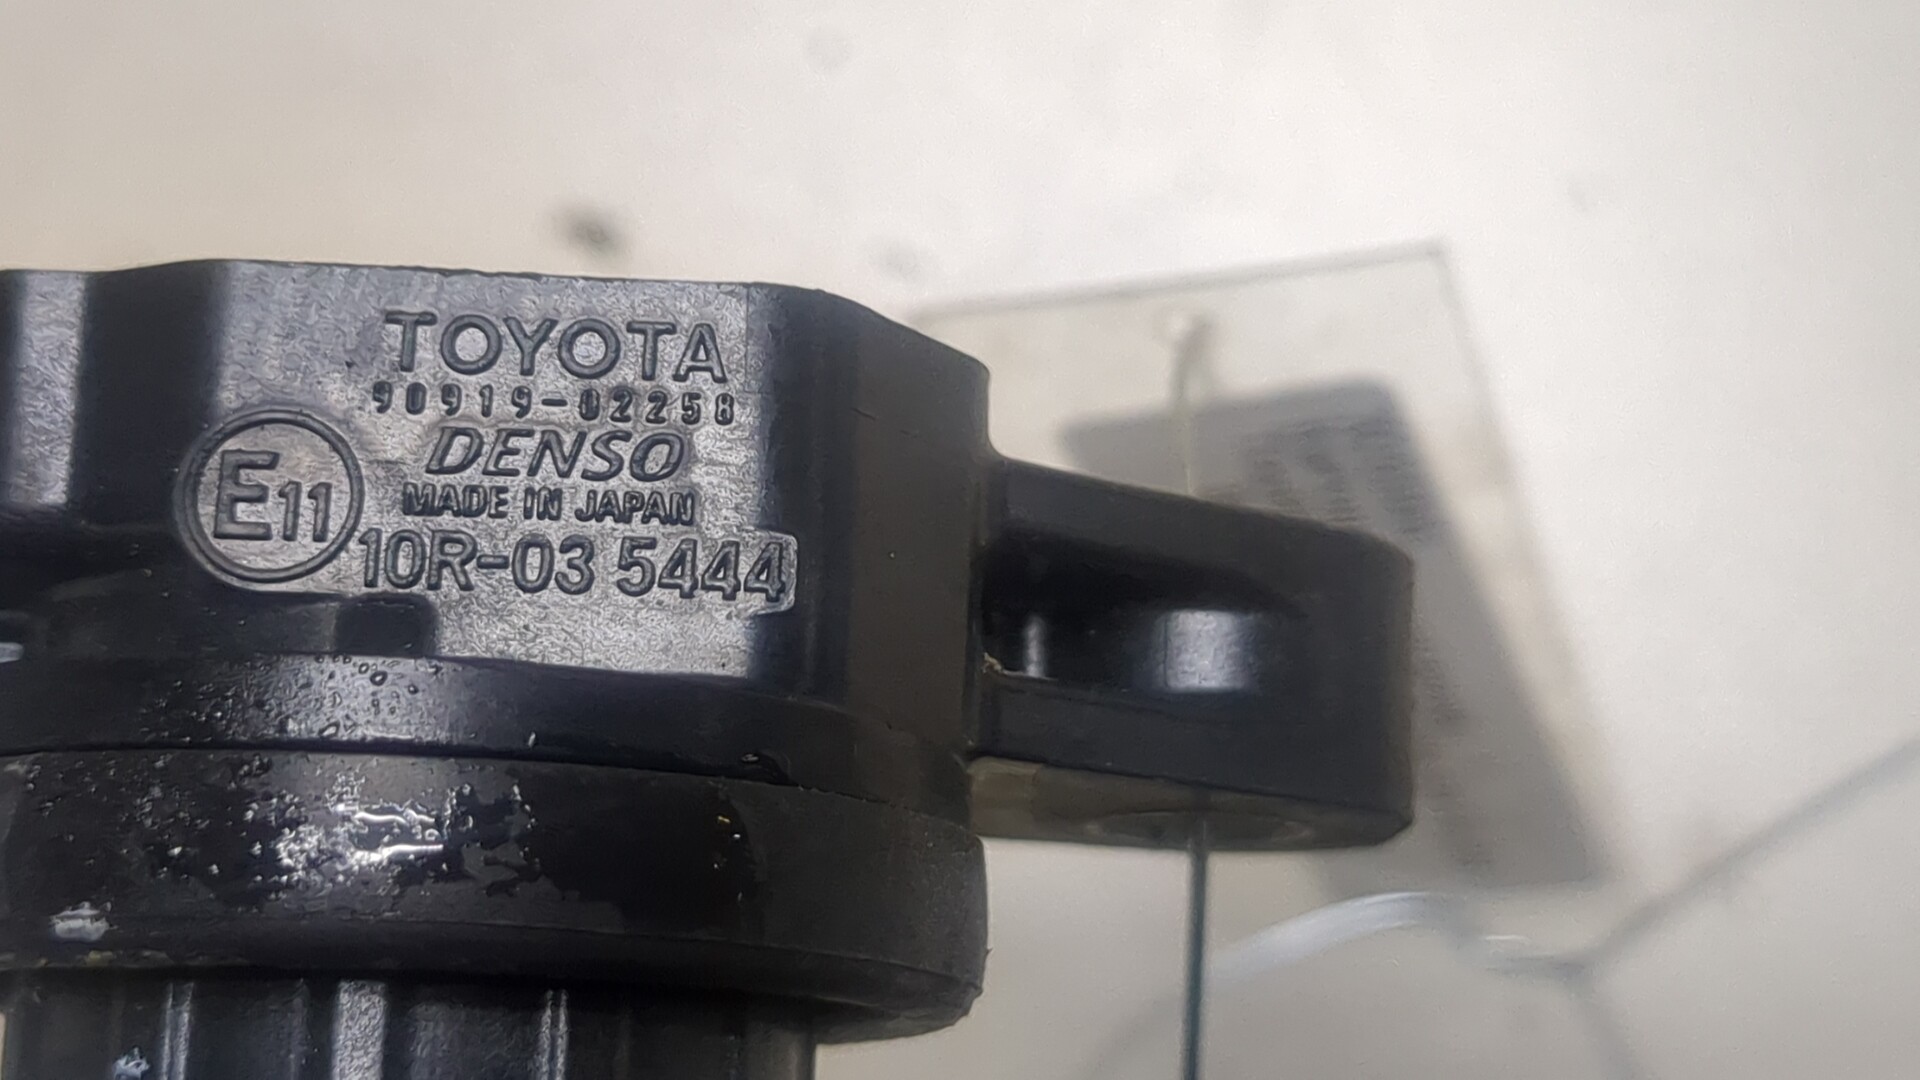 TOYOTA
90919-02258
DENSO
MADE IN JAPAN
E11
10R-03 5444